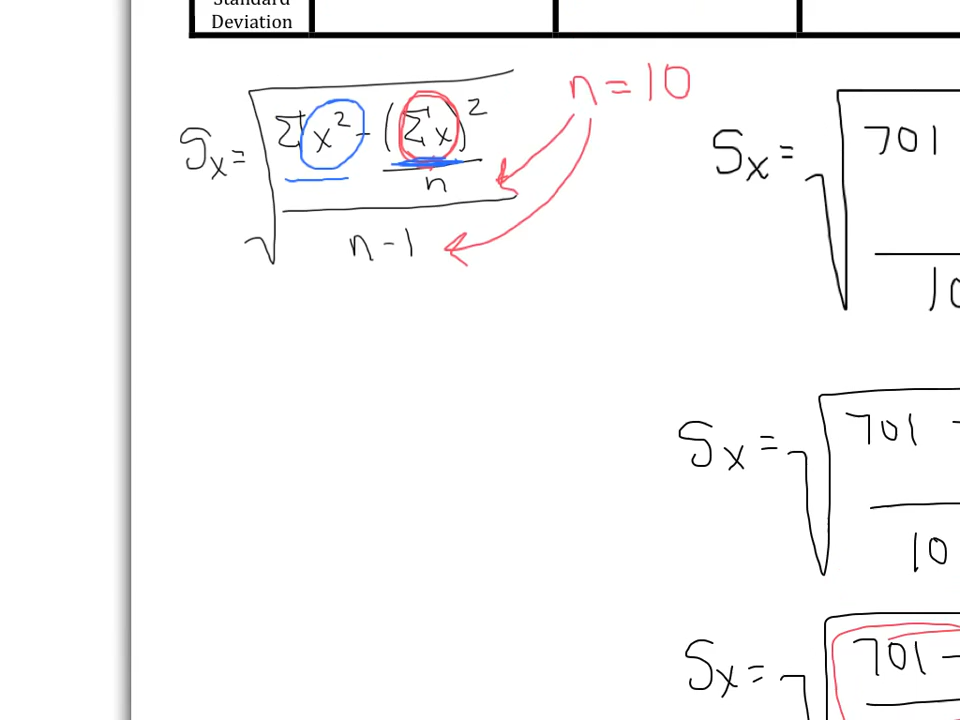 Standard
Deviation
n = 10
Sx = √ Σx² - (Σx)²
n
n - 1
Sx = √ 701
10
Sx = √ 701 -
10
Sx = √ 701 -